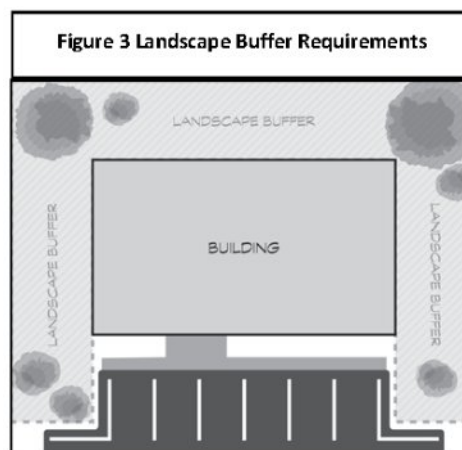 Figure 3 Landscape Buffer Requirements
LANDSCAPE BUFFER
LANDSCAPE BUFFER
BUILDING
LANDSCAPE BUFFER